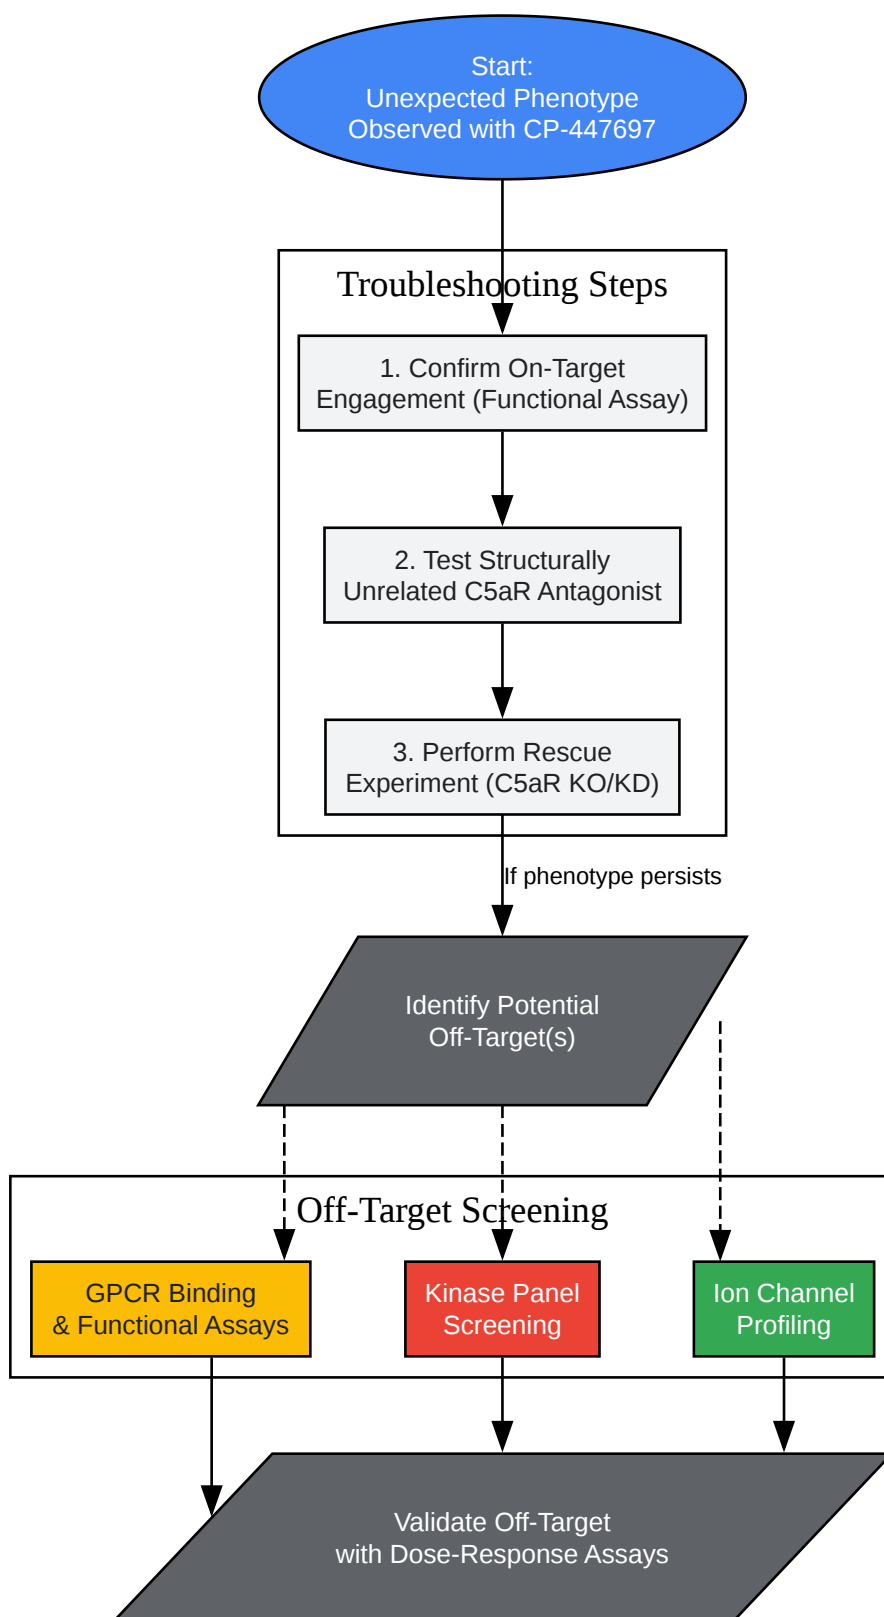 Start:
Unexpected Phenotype
Observed with CP-447697
Troubleshooting Steps
1. Confirm On-Target
Engagement (Functional Assay)
2. Test Structurally
Unrelated C5aR Antagonist
3. Perform Rescue
Experiment (C5aR KO/KD)
If phenotype persists
Identify Potential
Off-Target(s)
Off-Target Screening
GPCR Binding
& Functional Assays
Kinase Panel
Screening
Ion Channel
Profiling
Validate Off-Target
with Dose-Response Assays